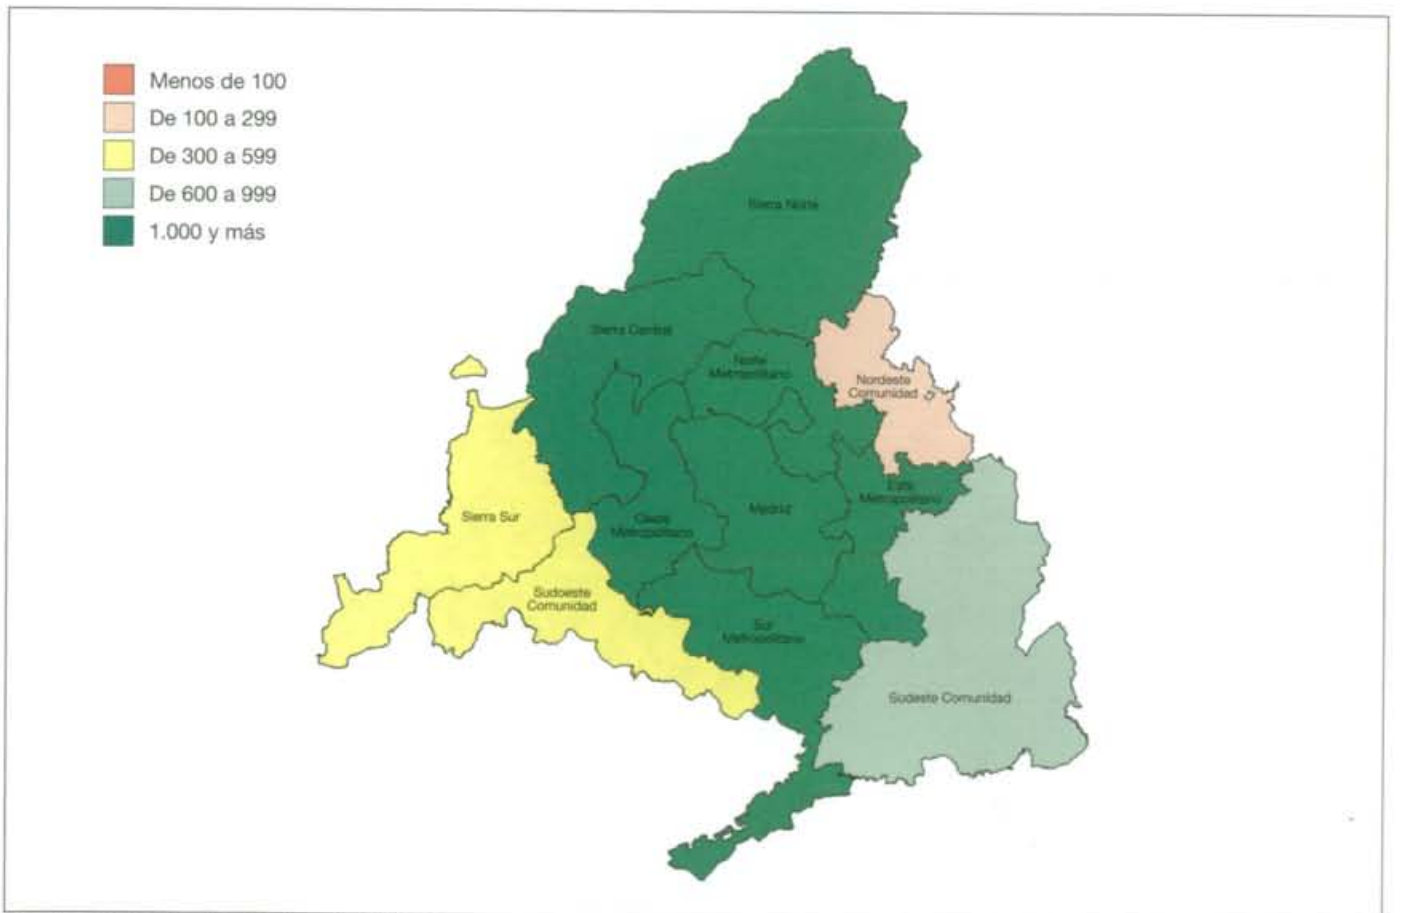 Menos de 100
De 100 a 299
De 300 a 599
De 600 a 999
1.000 y más
Sierra Norte
Sierra Central
Norte
Metropolitano
Nordeste
Comunidad
Este
Metropolitano
Sierra Sur
Oeste
Metropolitano
Madrid
Sudoeste
Comunidad
Sur
Metropolitano
Sudeste Comunidad